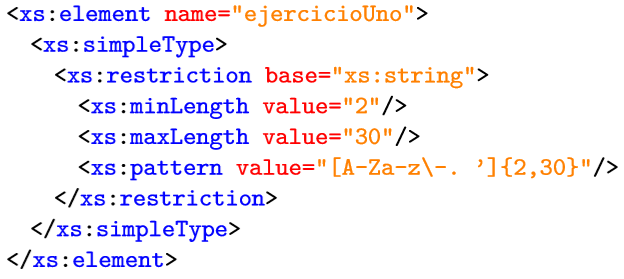 <xs:element name="ejercicioUno">
<xs:simpleType>
<xs:restriction base="xs:string">
<xs:minLength value="2"/>
<xs:maxLength value="30"/>
<xs:pattern value="[A-Za-z\-. ’]{2,30}"/>
</xs:restriction>
</xs:simpleType>
</xs:element>